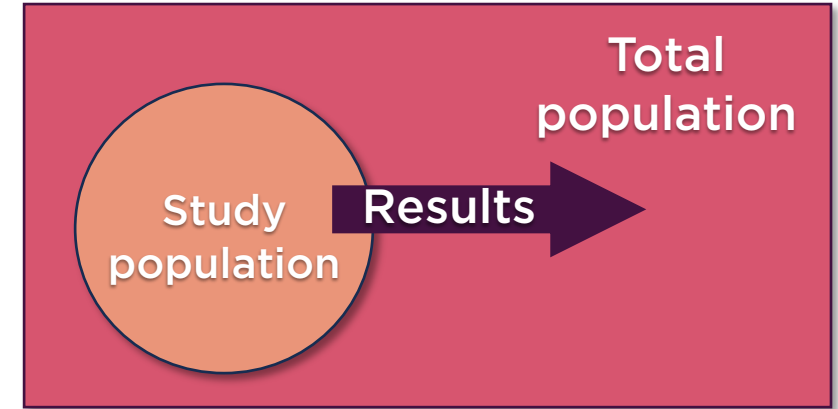 Total
population
Study
population
Results